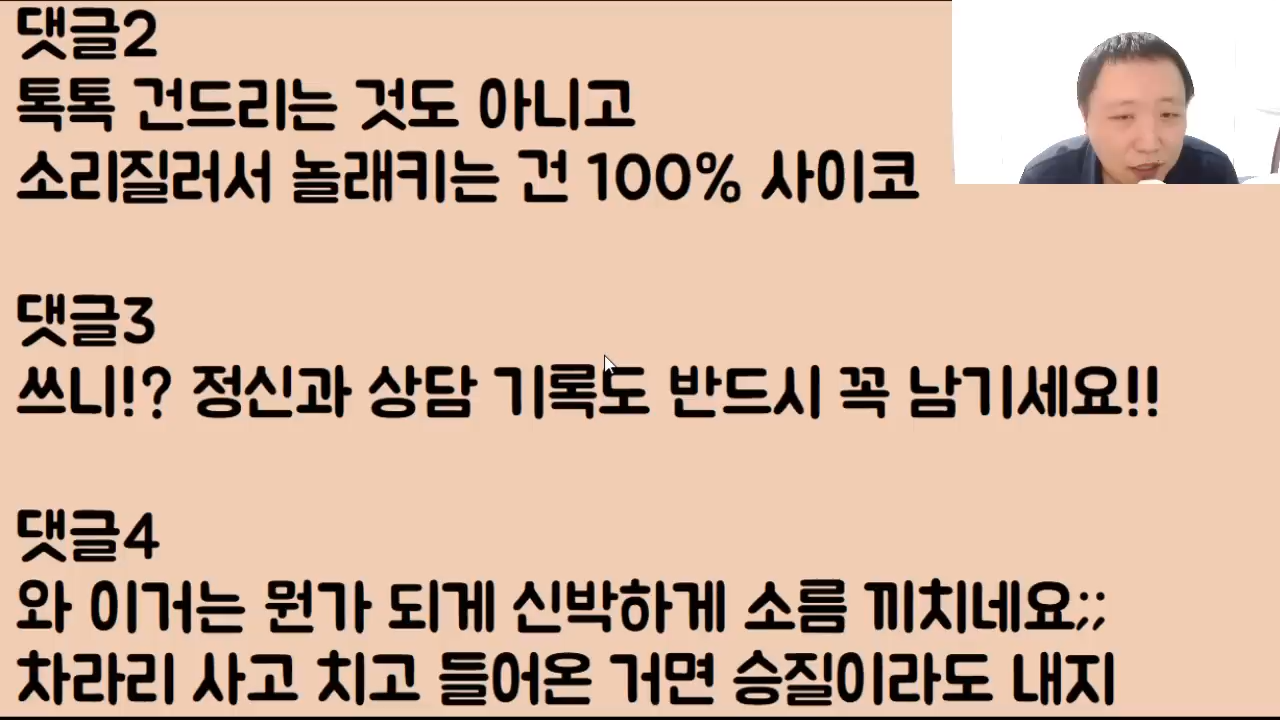 댓글2
톡톡 건드리는 것도 아니고
소리질러서 놀래키는 건 100% 사이코
댓글3
쓰니!? 정신과 상담 기록도 반드시 꼭 남기세요!!
댓글4
와 이거는 뭔가 되게 신박하게 소름 끼치네요;;
차라리 사고 치고 들어온 거면 승질이라도 내지